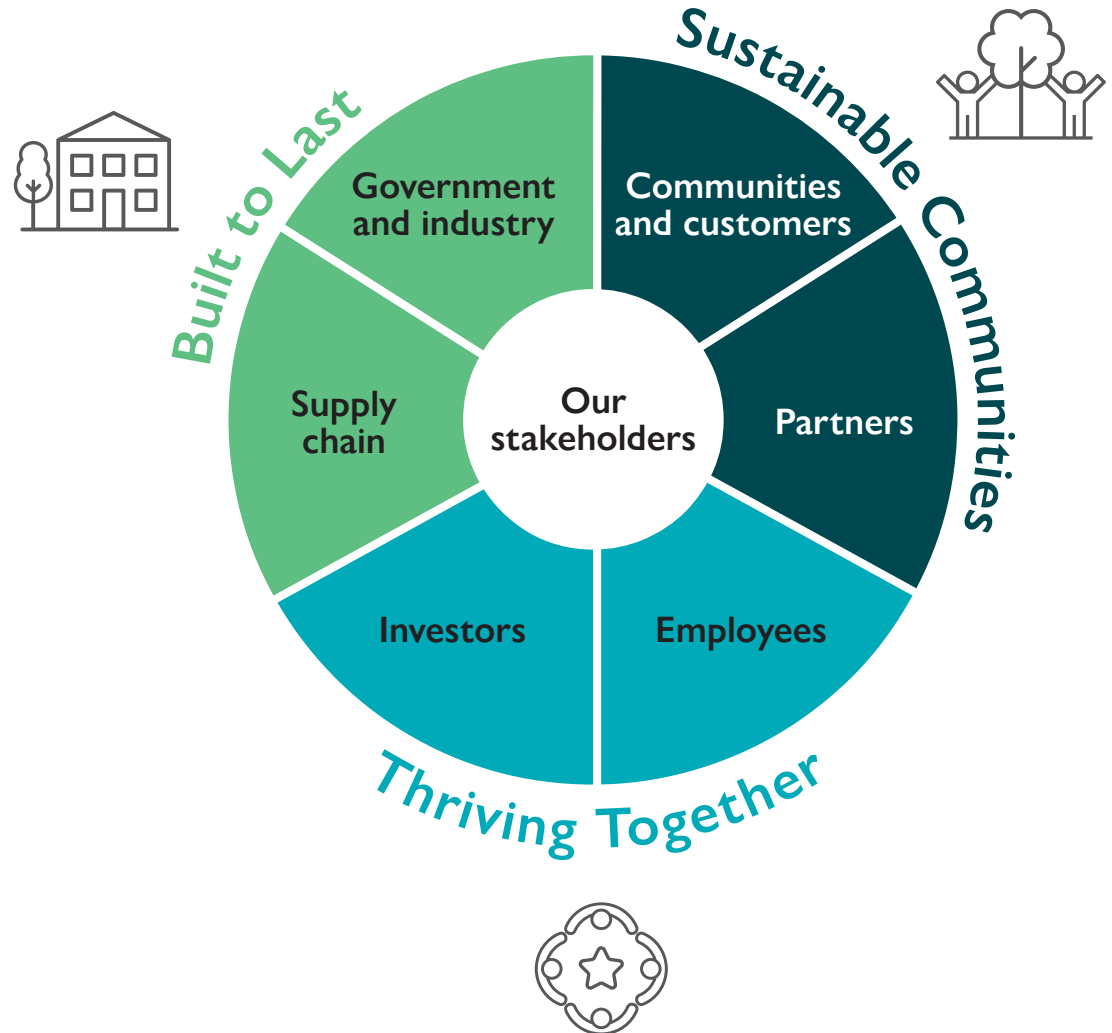 Sustainable Communities
Built to Last
Government
and industry
Communities
and customers
Supply
chain
Our
stakeholders
Partners
Investors
Employees
Thriving Together